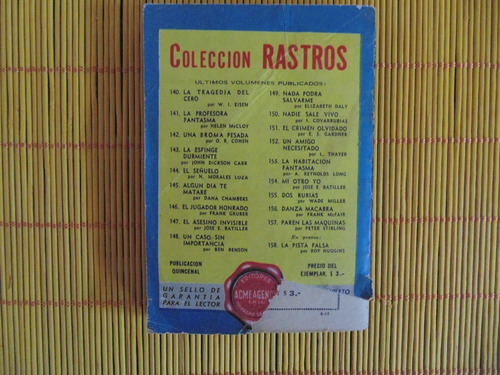 COLECCION RASTROS
ULTIMOS VOLUMENES PUBLICADOS:
140. LA TRAGEDIA DEL
CERO
por W. I. EISEN
141. LA PROFESORA
FANTASMA
por HELEN McCLOY
142. UNA BROMA PESADA
por O. R. COHEN
143. LA ESFINGE
DURMIENTE
por JOHN DICKSON CARR
144. EL SEÑUELO
por H. MORALES LUZA
145. ALGUN DIA TE
MATARE
por DANA CHAMBERS
146. EL JUGADOR HONRADO
por FRANK GRUBER
147. EL ASESINO INVISIBLE
por JOSE E. BATILLER
148. UN CASO SIN
IMPORTANCIA
por BEN BENSON
149. NADA PODRA
SALVARME
por ELIZABETH DALY
150. NADIE SALE VIVO
por L. COVARRUBIAS
151. EL CRIMEN OLVIDADO
por E. S. GARDNER
152. UN AMIGO
NECESITADO
por L. THAYER
153. LA HABITACION
FANTASMA
por A. REYNOLDS LONG
154. MI OTRO YO
por JOSE E. BATILLER
155. DOS RUBIAS
por WADE MILLER
156. DANZA MACABRA
por FRANK McFAIR
157. PAREN LAS MAQUINAS
por PETER STIRLING
En prensa:
158. LA PISTA FALSA
por ROY HUGGINS
PUBLICACION
QUINCENAL
PRECIO DEL
EJEMPLAR, $ 3.-
UN SELLO DE
GARANTIA
PARA EL LECTOR
EDITORES
ACME AGENCY
$ 3.-